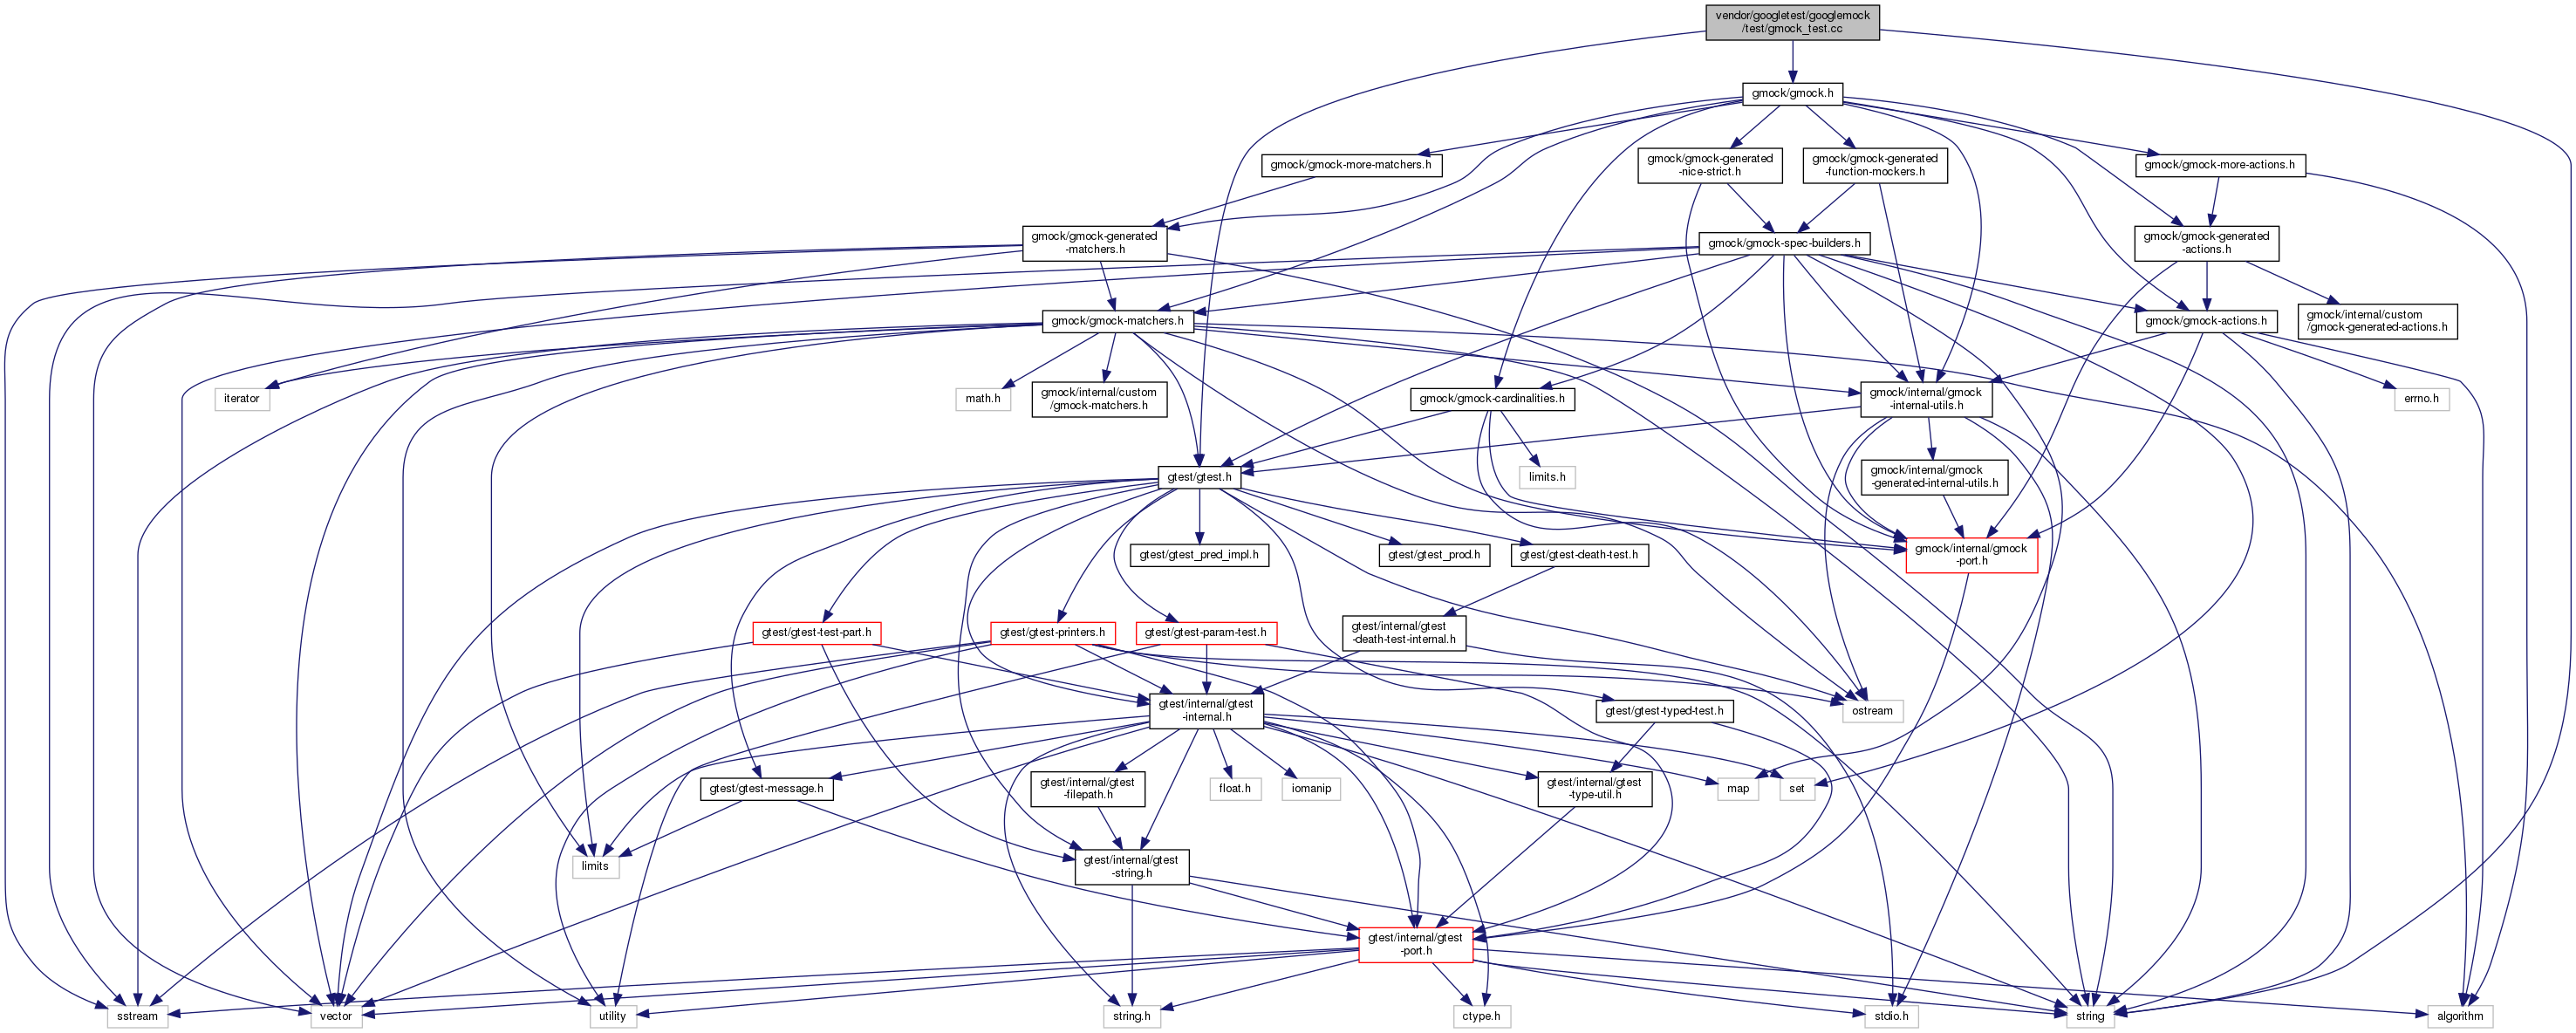 vendor/googletest/googlemock
/test/gmock_test.cc
gmock/gmock.h
gmock/gmock-more-matchers.h
gmock/gmock-generated
-nice-strict.h
gmock/gmock-generated
-function-mockers.h
gmock/gmock-more-actions.h
gmock/gmock-generated
-matchers.h
gmock/gmock-spec-builders.h
gmock/gmock-generated
-actions.h
gmock/gmock-matchers.h
gmock/internal/custom
/gmock-generated-actions.h
gmock/gmock-actions.h
iterator
math.h
gmock/internal/custom
/gmock-matchers.h
gmock/gmock-cardinalities.h
gmock/internal/gmock
-internal-utils.h
errno.h
gtest/gtest.h
limits.h
gmock/internal/gmock
-generated-internal-utils.h
gtest/gtest_pred_impl.h
gtest/gtest_prod.h
gtest/gtest-death-test.h
gmock/internal/gmock
-port.h
gtest/gtest-test-part.h
gtest/gtest-printers.h
gtest/gtest-param-test.h
gtest/internal/gtest
-death-test-internal.h
gtest/internal/gtest
-internal.h
gtest/gtest-typed-test.h
ostream
gtest/gtest-message.h
gtest/internal/gtest
-filepath.h
float.h
iomanip
gtest/internal/gtest
-type-util.h
map
set
limits
gtest/internal/gtest
-string.h
gtest/internal/gtest
-port.h
sstream
vector
utility
string.h
ctype.h
stdio.h
string
algorithm